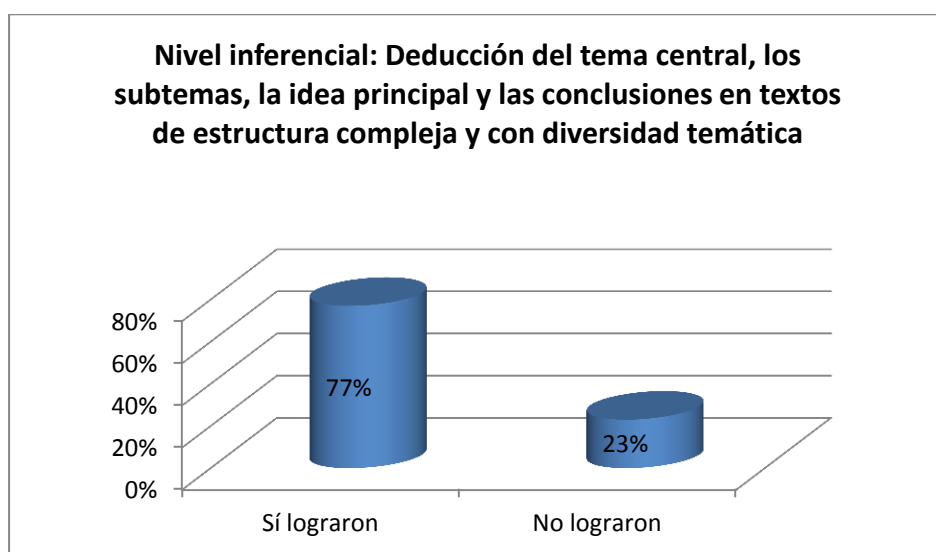 Nivel inferencial: Deducción del tema central, los
subtemas, la idea principal y las conclusiones en textos
de estructura compleja y con diversidad temática
80%
60%
40%
20%
0%
77%
23%
Sí lograron
No lograron